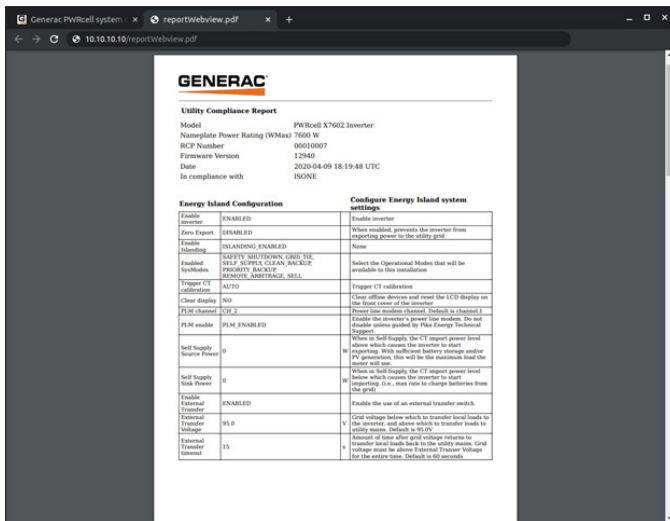 Generac PWRcell system
reportWebview.pdf
10.10.10.10/reportWebview.pdf
GENERAC
Utility Compliance Report
Model PWRcell X7602 Inverter
Nameplate Power Rating (WMax) 7600 W
RCP Number 00010007
Firmware Version 12940
Date 2020-04-09 18:19:48 UTC
In compliance with ISONE
Energy Island Configuration
Configure Energy Island system
settings
Enable
inverter
ENABLED
Enable inverter
Zero Export
DISABLED
When enabled, prevents the inverter from
exporting power to the utility grid
Enable
Islanding
ISLANDING_ENABLED
None
Enabled
SysModes
SAFETY_SHUTDOWN, GRID_TIE,
SELF_SUPPLY, CLEAN_BACKUP,
PRIORITY_BACKUP,
REMOTE_ARBITRAGE, SELL
Select the Operational Modes that will be
available to this installation
Trigger CT
calibration
AUTO
Trigger CT calibration
Clear display
NO
Clear offline devices and reset the LCD display on
the front cover of the inverter
PLM channel
CH_2
Power line modem channel. Default is channel 1
PLM enable
PLM_ENABLED
Enable the inverter's power line modem. Do not
disable unless guided by Pika Energy Technical
Support
Self Supply
Source Power
0
W
When in Self-Supply, the CT import power level
above which causes the inverter to start
exporting. With sufficient battery storage and/or
PV generation, this will be the maximum load the
meter will see.
Self Supply
Sink Power
0
W
When in Self-Supply, the CT import power level
below which causes the inverter to start
importing. (i.e., max rate to charge batteries from
the grid)
Enable
External
Transfer
ENABLED
Enable the use of an external transfer switch
External
Transfer
Voltage
95.0
V
Grid voltage below which to transfer local loads to
the inverter, and above which to transfer loads to
utility mains. Default is 95.0V
External
Transfer
timeout
15
s
Amount of time after grid voltage returns to
transfer local loads back to the utility mains. Grid
voltage must be above External Transer Voltage
for the entire time. Default is 60 seconds